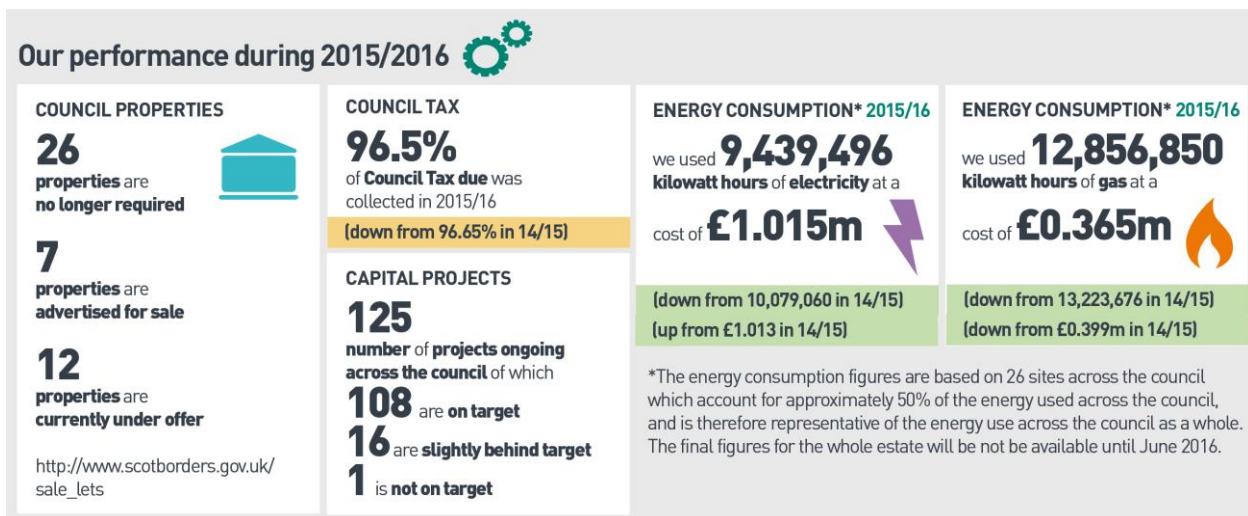 Our performance during 2015/2016
COUNCIL PROPERTIES
26
properties are
no longer required
7
properties are
advertised for sale
12
properties are
currently under offer
http://www.scotborders.gov.uk/
sale_lets
COUNCIL TAX
96.5%
of Council Tax due was
collected in 2015/16
(down from 96.65% in 14/15)
CAPITAL PROJECTS
125
number of projects ongoing
across the council of which
108 are on target
16 are slightly behind target
1 is not on target
ENERGY CONSUMPTION* 2015/16
we used 9,439,496
kilowatt hours of electricity at a
cost of £1.015m
(down from 10,079,060 in 14/15)
(up from £1.013 in 14/15)
ENERGY CONSUMPTION* 2015/16
we used 12,856,850
kilowatt hours of gas at a
cost of £0.365m
(down from 13,223,676 in 14/15)
(down from £0.399m in 14/15)
*The energy consumption figures are based on 26 sites across the council
which account for approximately 50% of the energy used across the council,
and is therefore representative of the energy use across the council as a whole.
The final figures for the whole estate will be not be available until June 2016.